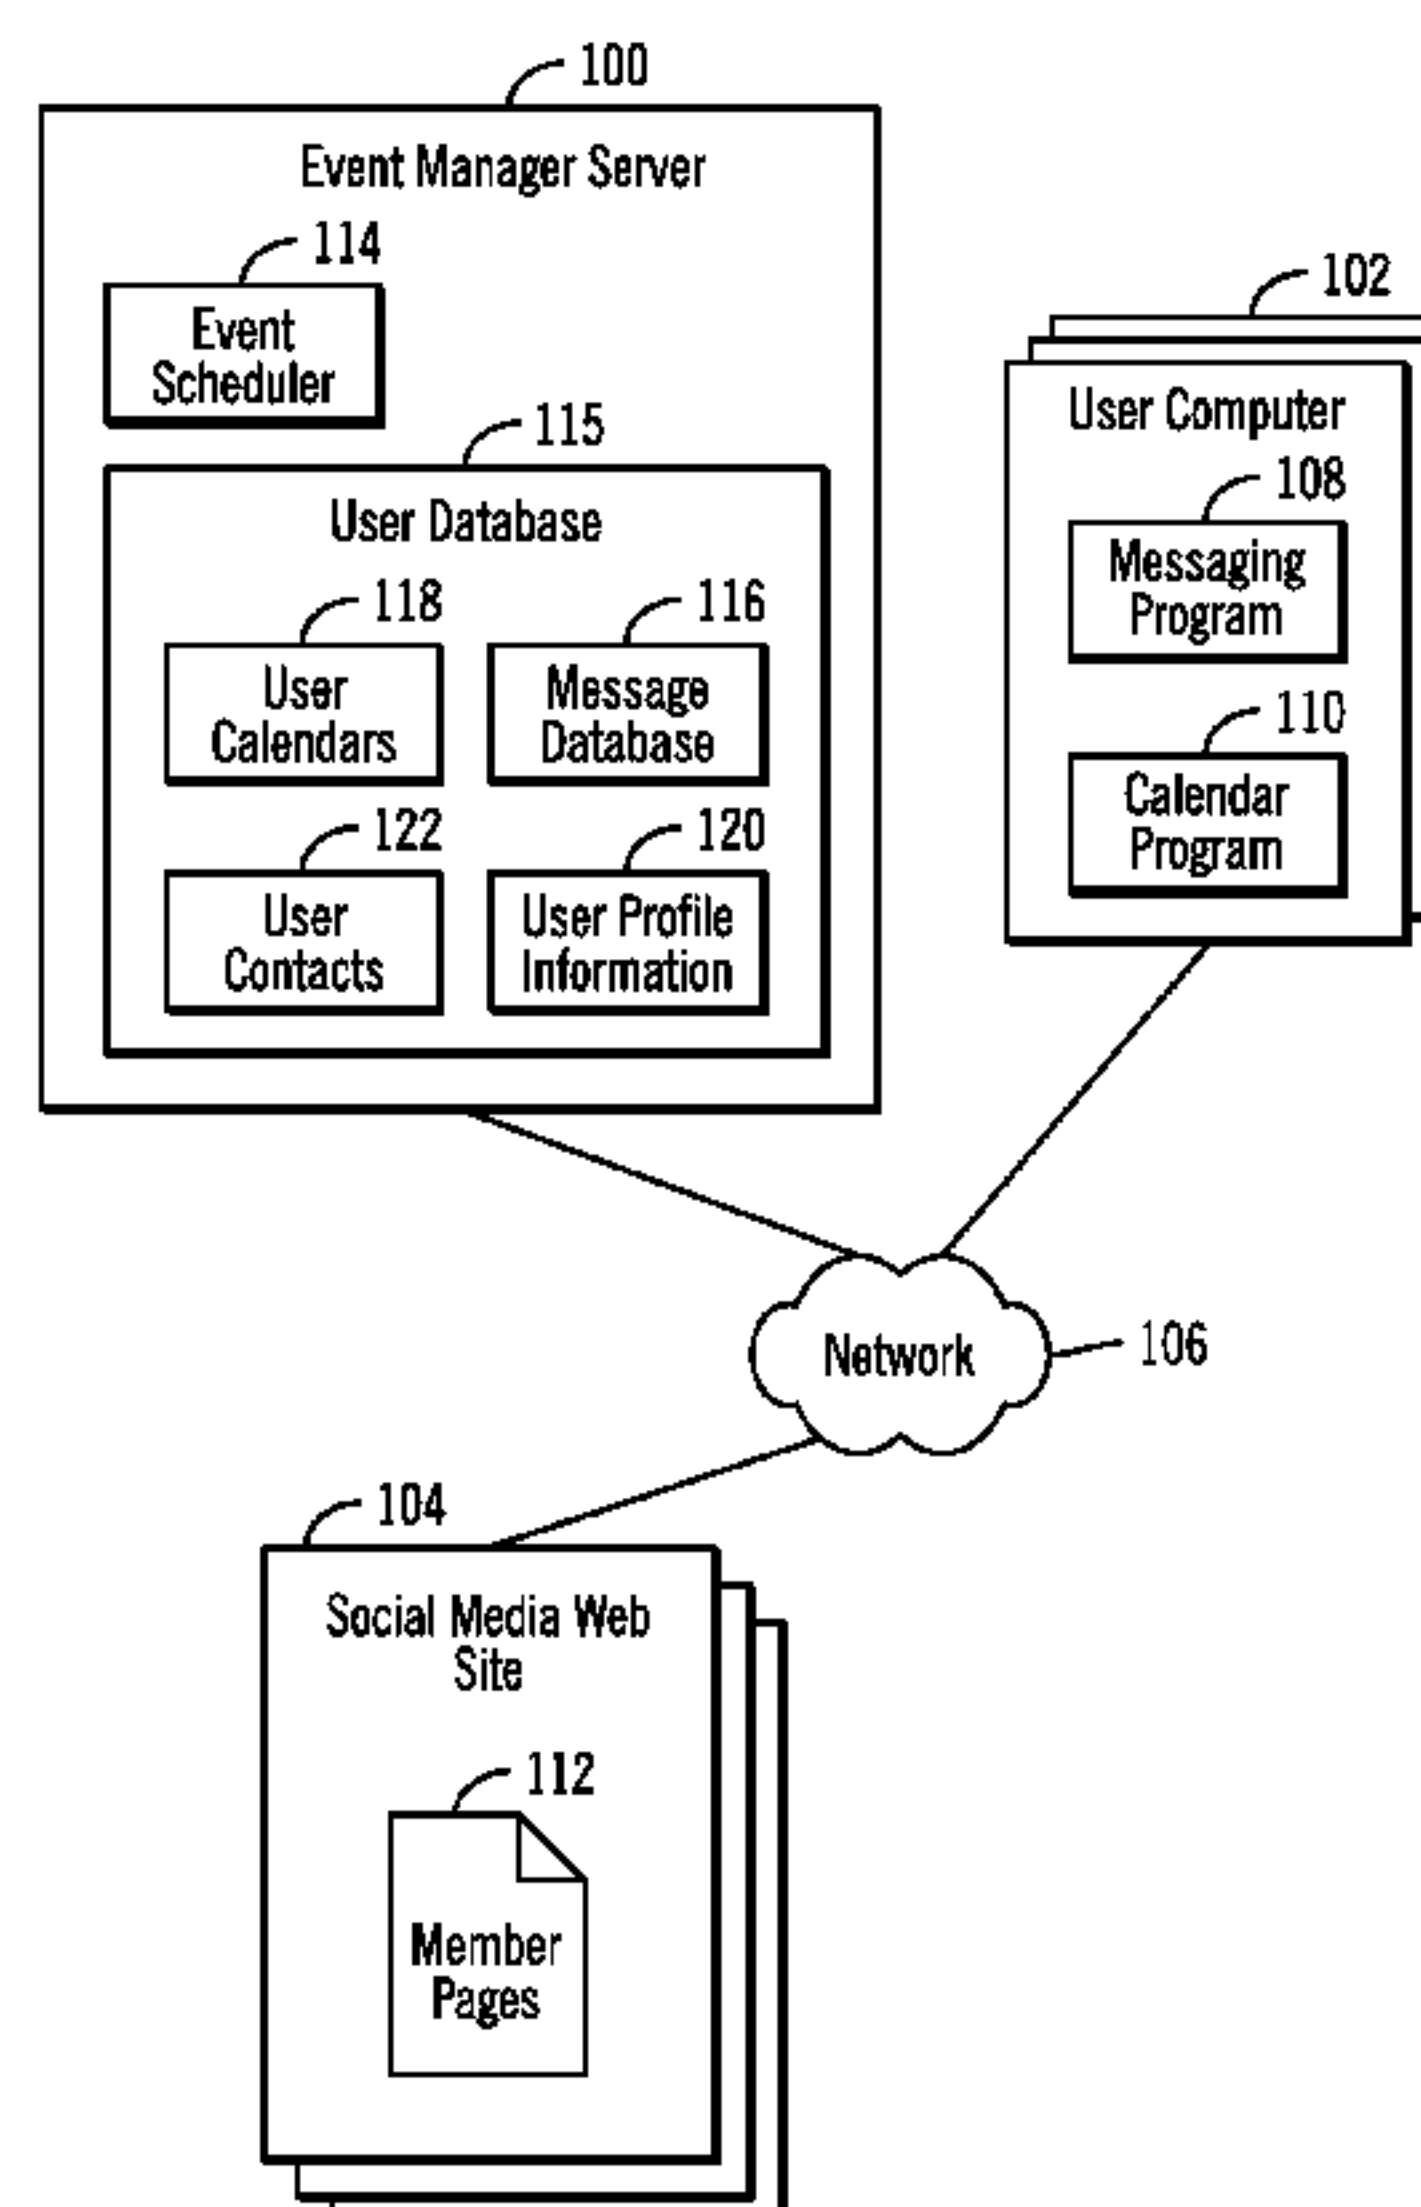 100
Event Manager Server
114
Event
Scheduler
115
User Database
118
User
Calendars
116
Message
Database
122
User
Contacts
120
User Profile
Information
102
User Computer
108
Messaging
Program
110
Calendar
Program
Network
106
104
Social Media Web
Site
112
Member
Pages